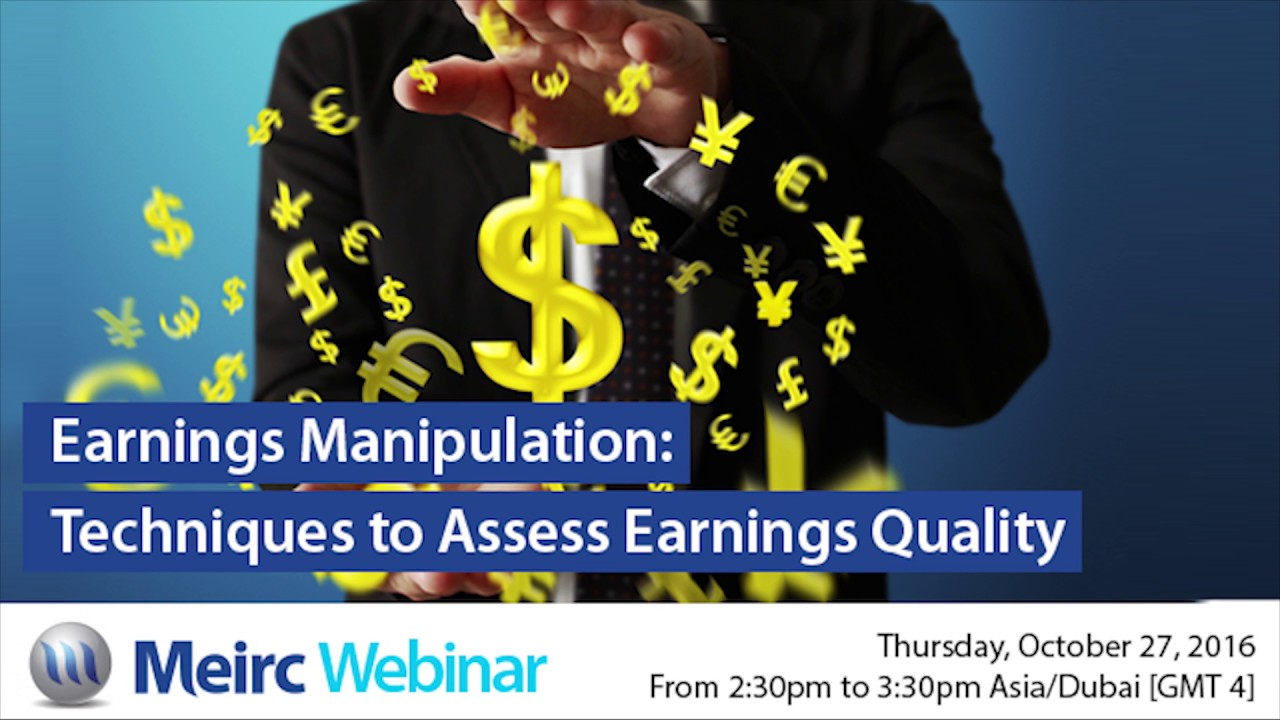 Earnings Manipulation:
Techniques to Assess Earnings Quality
Meirc Webinar
Thursday, October 27, 2016
From 2:30pm to 3:30pm Asia/Dubai [GMT 4]